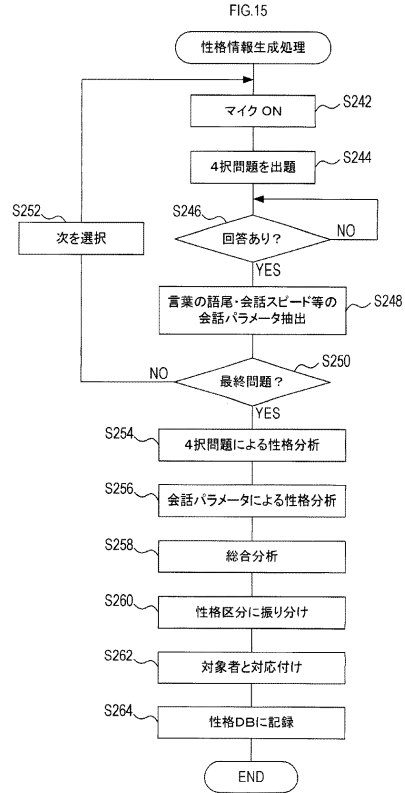 FIG.15
性格情報生成処理
S242
マイク ON
S244
4択問題を出題
S252
次を選択
S246
回答あり?
NO
YES
S248
言葉の語尾・会話スピード等の
会話パラメータ抽出
S250
最終問題?
NO
YES
S254
4択問題による性格分析
S256
会話パラメータによる性格分析
S258
総合分析
S260
性格区分に振り分け
S262
対象者と対応付け
S264
性格DBに記録
END